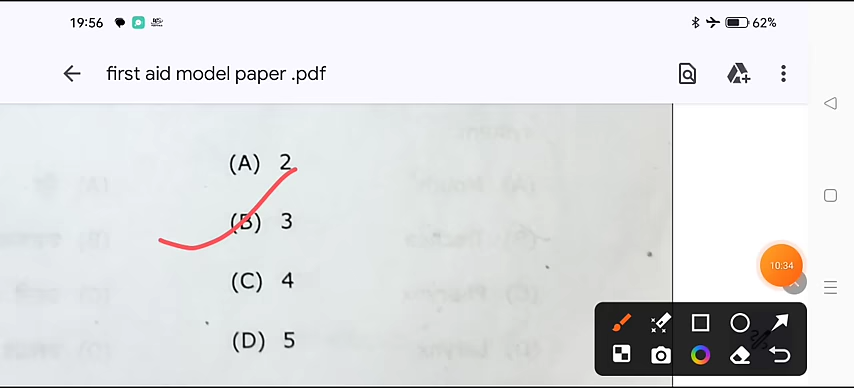 19:56
62%
first aid model paper .pdf
(A) 2
(B) 3
(C) 4
(D) 5
10:34